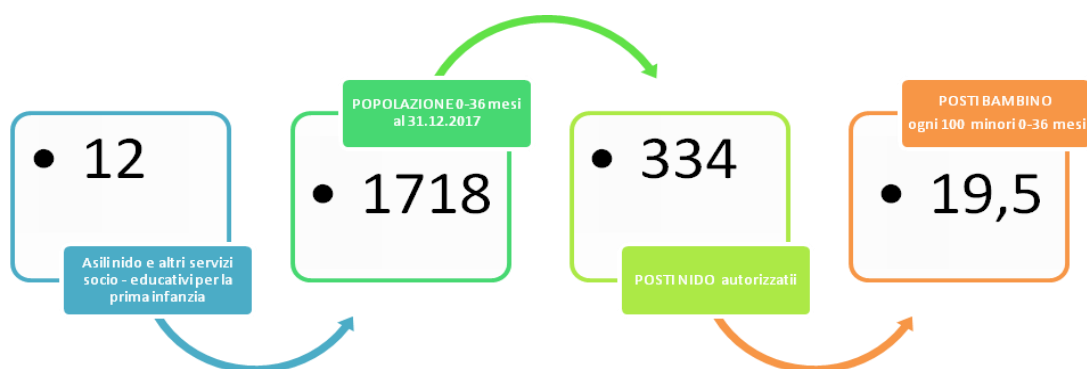 • 12
Asili nido e altri servizi
socio - educativi per la
prima infanzia
POPOLAZIONE 0-36 mesi
al 31.12.2017
• 1718
• 334
POSTI NIDO autorizzatii
POSTI BAMBINO
ogni 100 minori 0-36 mesi
• 19,5